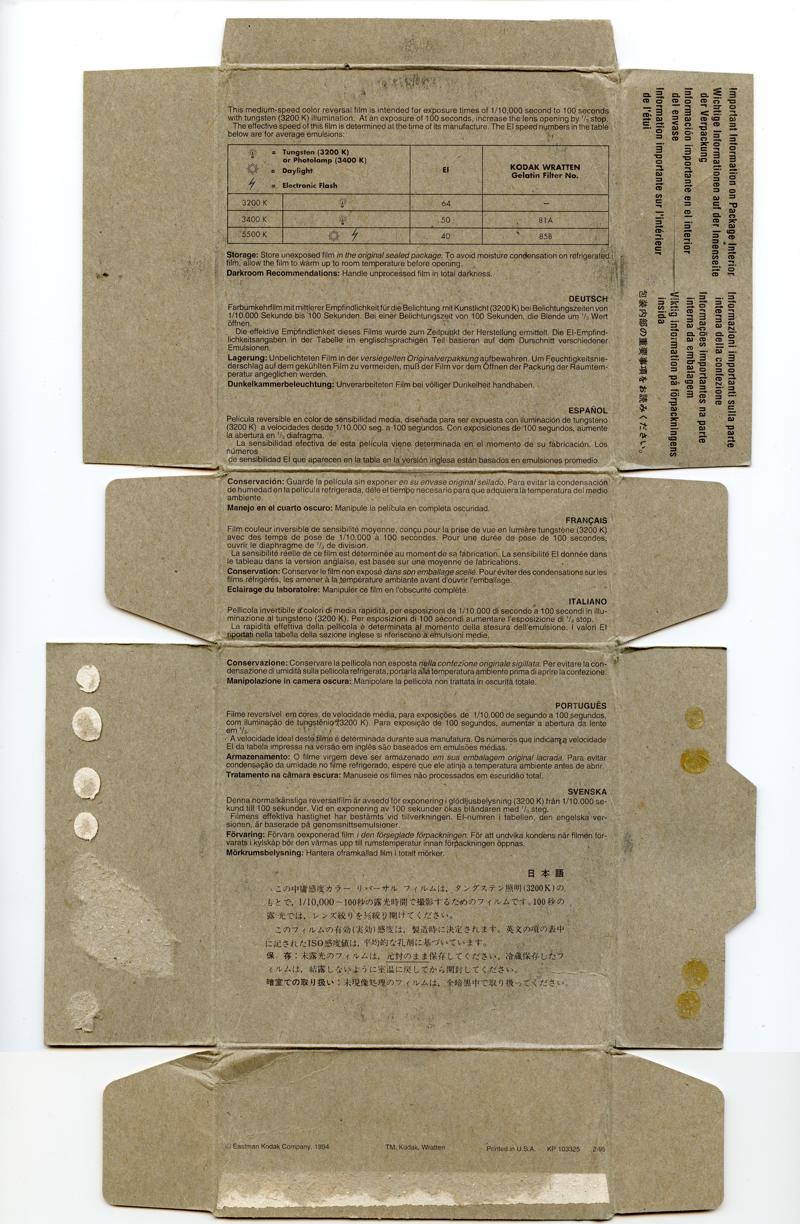 This medium-speed color reversal film is intended for exposure times of 1/10.000 second to 100 seconds
with tungsten (3200 K) illumination. At an exposure of 100 seconds, increase the lens opening by 1/3 stop.
The effective speed of this film is determined at the time of its manufacture. The EI speed numbers in the table
below are for average emulsions:
= Tungsten (3200 K)
or Photolamp (3400 K)
= Daylight
= Electronic Flash
EI
KODAK WRATTEN
Gelatin Filter No.
3200 K 64 –
3400 K 50 81A
5500 K 40 85B
Storage: Store unexposed film in the original sealed package. To avoid moisture condensation on refrigerated
film, allow the film to warm up to room temperature before opening.
Darkroom Recommendations: Handle unprocessed film in total darkness.
DEUTSCH
Farbumkehrfilm mit mittlerer Empfindlichkeit für die Belichtung mit Kunstlicht (3200 K) bei Belichtungszeiten von
1/10.000 Sekunde bis 100 Sekunden. Bei einer Belichtungszeit von 100 Sekunden, die Blende um 1/3 Wert
öffnen.
Die effektive Empfindlichkeit dieses Films wurde zum Zeitpunkt der Herstellung ermittelt. Die EI-Empfind-
lichkeitsangaben in der Tabelle im englischsprachigen Teil basieren auf dem Durschnitt verschiedener
Emulsionen.
Lagerung: Unbelichteten Film in der versiegelten Originalverpakkung aufbewahren. Um Feuchtigkeitsnie-
derschlag auf dem gekühlten Film zu vermeiden, muß der Film vor dem Öffnen der Packung der Raumtem-
peratur angeglichen werden.
Dunkelkammerbeleuchtung: Unverarbeiteten Film bei völliger Dunkelheit handhaben.
ESPAÑOL
Película reversible en color de sensibilidad media, diseñada para ser expuesta con iluminación de tungsterio
(3200 K) a velocidades desde 1/10.000 seg. a 100 segundos. Con exposiciones de 100 segundos, aumente
la abertura en 1/3 diafragma.
La sensibilidad efectiva de esta película viene determinada en el momento de su fabricación. Los
números
de sensibilidad EI que aparecen en la tabla en la versión inglesa están basados en emulsiones promedio.
Conservación: Guarde la película sin exponer en su envase original sellado. Para evitar la condensación
de humedad en la película refrigerada, déle el tiempo necesario para que adquiera la temperatura del medio
ambiente.
Manejo en el cuarto oscuro: Manipule la película en completa oscuridad.
FRANÇAIS
Film couleur inversible de sensibilité moyenne, conçu pour la prise de vue en lumière tungstène (3200 K)
avec des temps de pose de 1/10.000 à 100 secondes. Pour une durée de pose de 100 secondes,
ouvrir le diaphragme de 1/3 de division.
La sensibilité réelle de ce film est déterminée au moment de sa fabrication. La sensibilité EI donnée dans
le tableau dans la version anglaise, est basée sur une moyenne de fabrications.
Conservation: Conserver le film non exposé dans son emballage scellé. Pour éviter des condensations sur les
films réfrigérés, les amener à la température ambiante avant d'ouvrir l'emballage.
Eclairage du laboratoire: Manipuler ce film en l'obscurité complète.
ITALIANO
Pellicola invertibile a colori di media rapidità, per esposizioni da 1/10 000 di secondo a 100 secondi in illu-
minazione al tungsteno (3200 K). Per esposizioni di 100 secondi aumentare l'esposizione di 1/3 stop.
La rapidità effettiva della pellicola è determinata al momento della stesura dell'emulsione. I valori EI
riportati nella tabella della sezione inglese si riferiscono a emulsioni medie.
Conservazione: Conservare la pellicola non esposta nella confezione originale sigillata. Per evitare la con-
densazione di umidità sulla pellicola refrigerata, portarla alla temperatura ambiente prima di aprire la confezione.
Manipolazione in camera oscura: Manipolare la pellicola non trattata in oscurità totale.
PORTUGUÊS
Filme reversível em cores, de velocidade média, para exposições de 1/10.000 de segundo a 100 segundos,
com iluminação de tungstênio (3200 K). Para exposição de 100 segundos, aumentar a abertura da lente
em 1/3.
A velocidade ideal deste filme é determinada durante sua manufatura. Os números que indicam a velocidade
EI da tabela impressa na versão em inglês são baseados em emulsões médias.
Armazenamento: O filme virgem deve ser armazenado em sua embalagem original lacrada. Para evitar
condensação da umidade no filme refrigerado, espere que ele atinja a temperatura ambiente antes de abrir.
Tratamento na câmara escura: Manuseie os filmes não processados em escuridão total.
SVENSKA
Denna normalkänsliga reversalfilm är avsedd för exponering i glödljusbelysning (3200 K) från 1/10.000 se-
kund till 100 sekunder. Vid en exponering av 100 sekunder ökas bländaren med 1/3 steg.
Filmens effektiva hastighet har bestämts vid tillverkningen. EI-numren i tabellen, den engelska ver-
sionen, är baserade på genomsnittsemulsioner.
Förvaring: Förvara oexponerad film i den förseglade förpackningen. För att undvika kondens när filmen för-
varats i kylskåp bör den värmas upp till rumstemperatur innan förpackningen öppnas.
Mörkrumsbelysning: Hantera oframkallad film i totalt mörker.
日本語
この中庸感度カラー リバーサル フィルムは、タングステン照明(3200K)の
もとで、1/10,000〜100秒の露光時間で撮影するためのフィルムです。100秒の
露光では、レンズ絞りを⅓絞り開けてください。
このフィルムの有効(実効)感度は、製造時に決定されます。英文の項の表中
に記されたISO感度値は、平均的な乳剤に基づいています。
保 存：未露光のフィルムは、元封のまま保存してください。冷蔵保存したフ
ィルムは、結露しないように室温に戻してから開封してください。
暗室での取り扱い：未現像処理のフィルムは、全暗黒中で取り扱ってください。
© Eastman Kodak Company, 1994 TM, Kodak, Wratten Printed in U.S.A. KP 103325 2-95
Important Information on Package Interior
Wichtige Informationen auf der Innenseite
der Verpackung
Información importante en el interior
del envase
Information importante sur l'intérieur
de l'étui
Informazioni importanti sulla parte
interna della confezione
Informações importantes na parte
interna da embalagem
Viktig information på förpackningens
insida
包装内部の重要事項をお読みください。